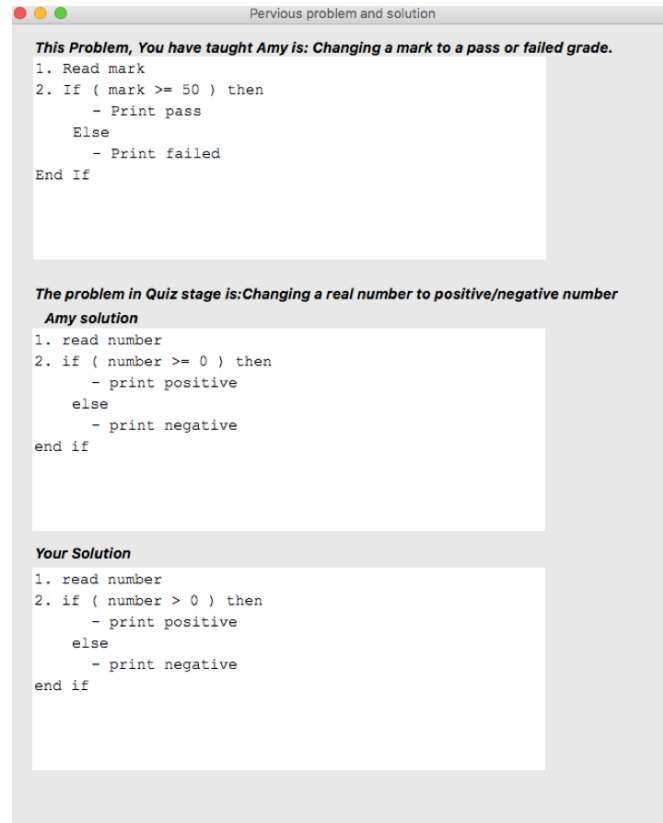 Pervious problem and solution
This Problem, You have taught Amy is: Changing a mark to a pass or failed grade.
1. Read mark
2. If ( mark >= 50 ) then
- Print pass
Else
- Print failed
End If
The problem in Quiz stage is:Changing a real number to positive/negative number
Amy solution
1. read number
2. if ( number >= 0 ) then
- print positive
else
- print negative
end if
Your Solution
1. read number
2. if ( number > 0 ) then
- print positive
else
- print negative
end if